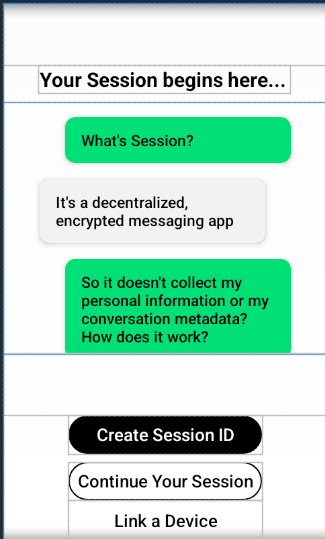 Your Session begins here...
What's Session?
It's a decentralized,
encrypted messaging app
So it doesn't collect my
personal information or my
conversation metadata?
How does it work?
Create Session ID
Continue Your Session
Link a Device